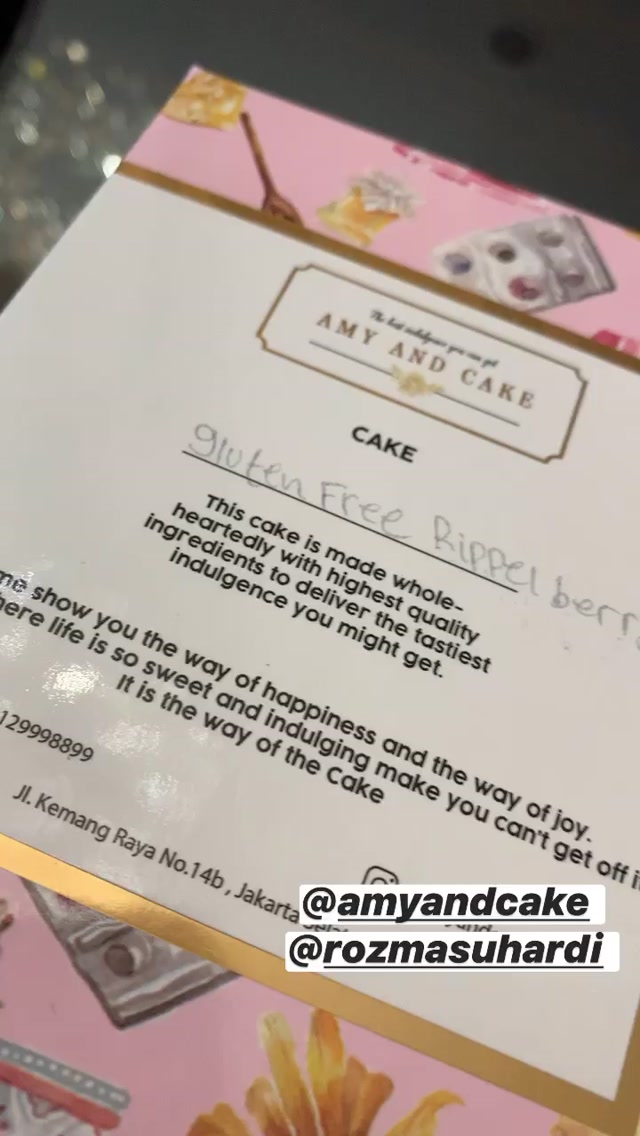 The best indulgence you can get
AMY AND CAKE
CAKE
gluten Free Rippel berr
This cake is made whole-
heartedly with highest quality
ingredients to deliver the tastiest
indulgence you might get.
me show you the way of happiness and the way of joy.
here life is so sweet and indulging make you can't get off i
It is the way of the Cake
129998899
Jl. Kemang Raya No.14b , Jakarta
@amyandcake
@rozmasuhardi